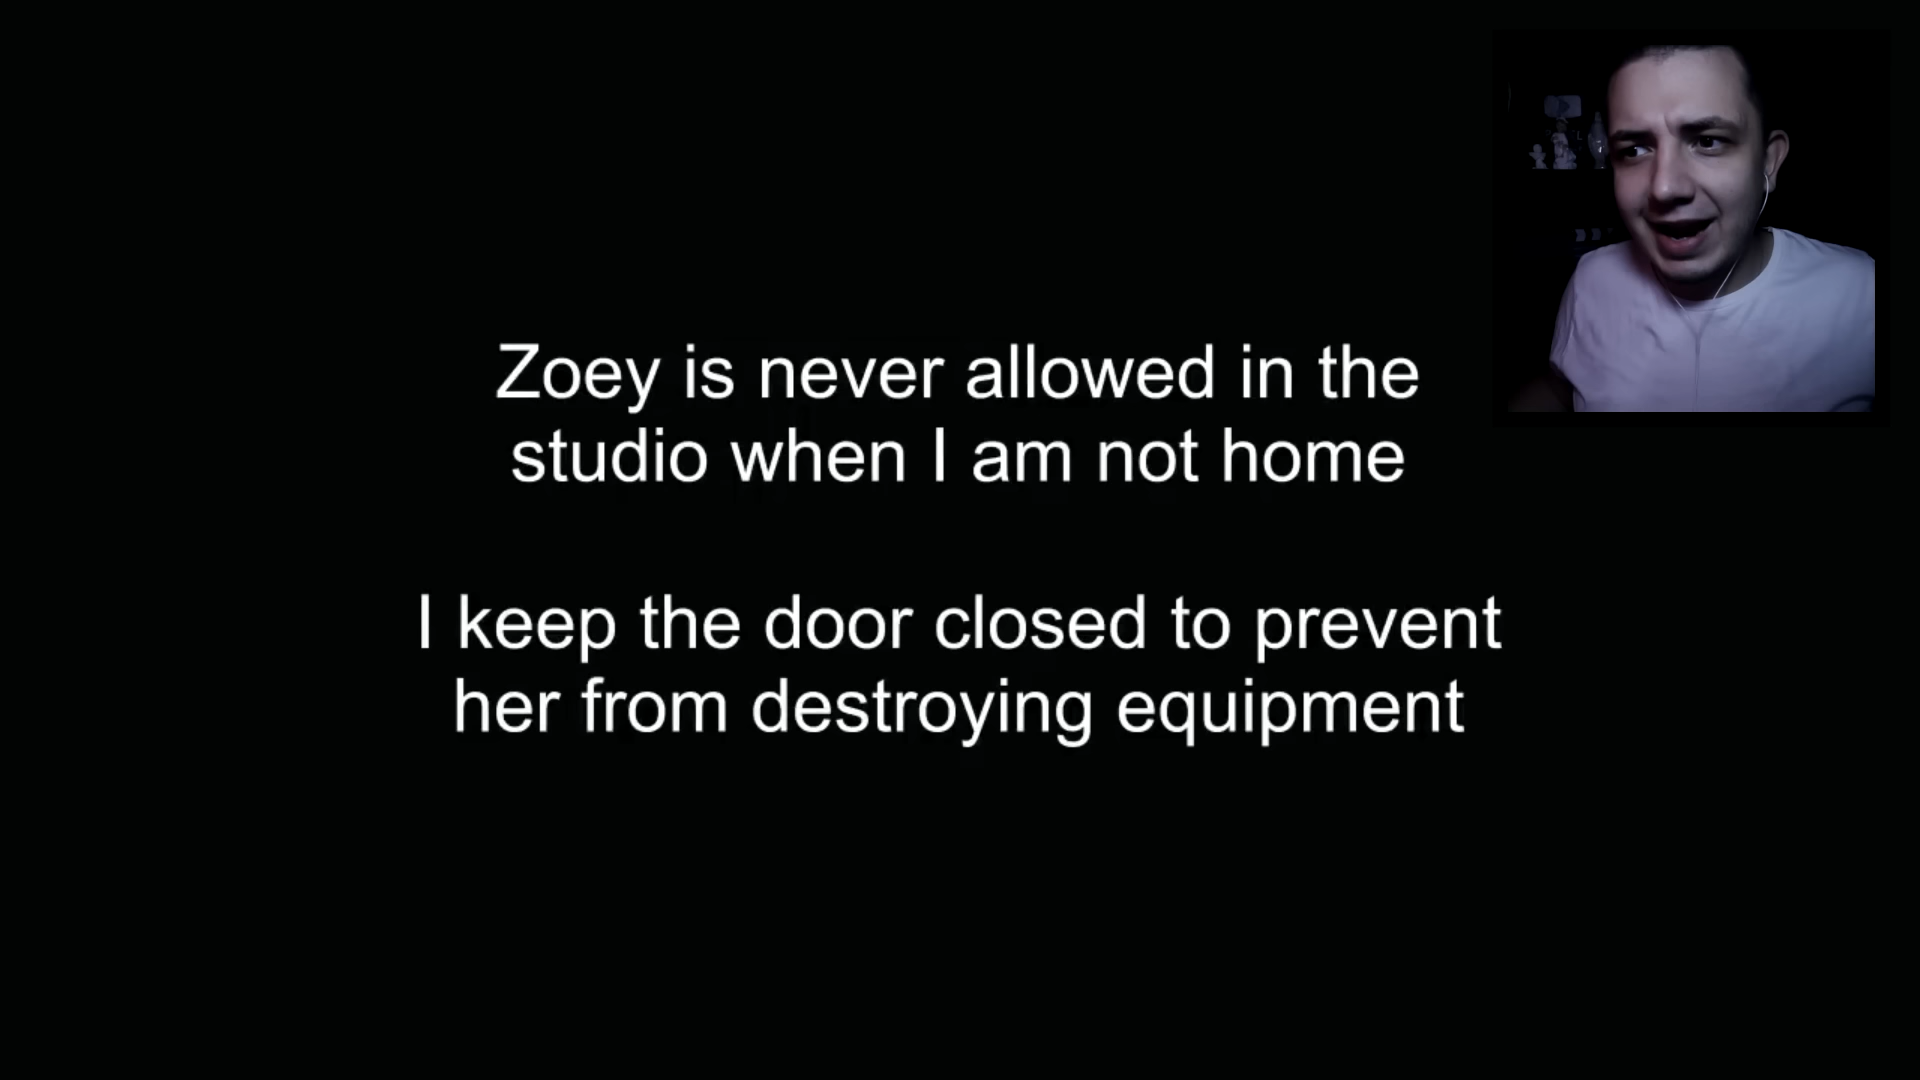 Zoey is never allowed in the
studio when I am not home
I keep the door closed to prevent
her from destroying equipment